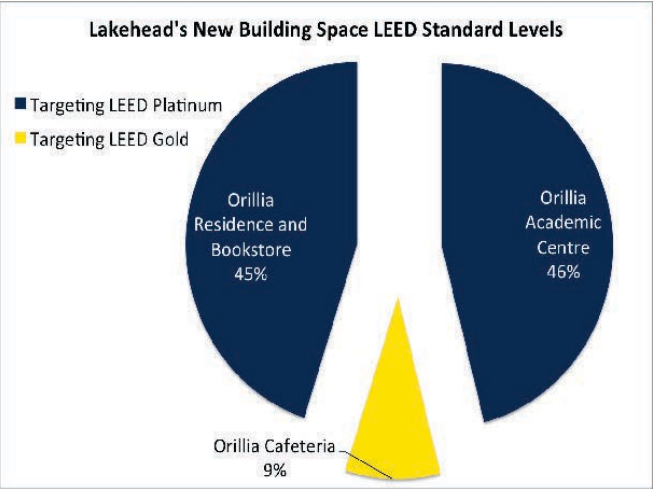 Lakehead's New Building Space LEED Standard Levels
Targeting LEED Platinum
Targeting LEED Gold
Orillia
Residence and
Bookstore
45%
Orillia
Academic
Centre
46%
Orillia Cafeteria
9%